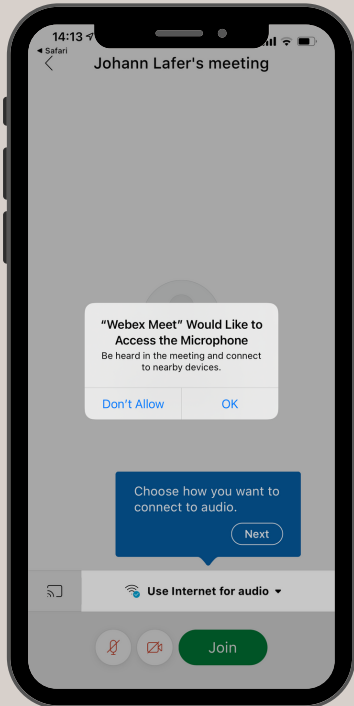 14:13
◀ Safari
Johann Lafer's meeting
“Webex Meet” Would Like to
Access the Microphone
Be heard in the meeting and connect
to nearby devices.
Don't Allow
OK
Choose how you want to
connect to audio.
Next
Use Internet for audio
Join